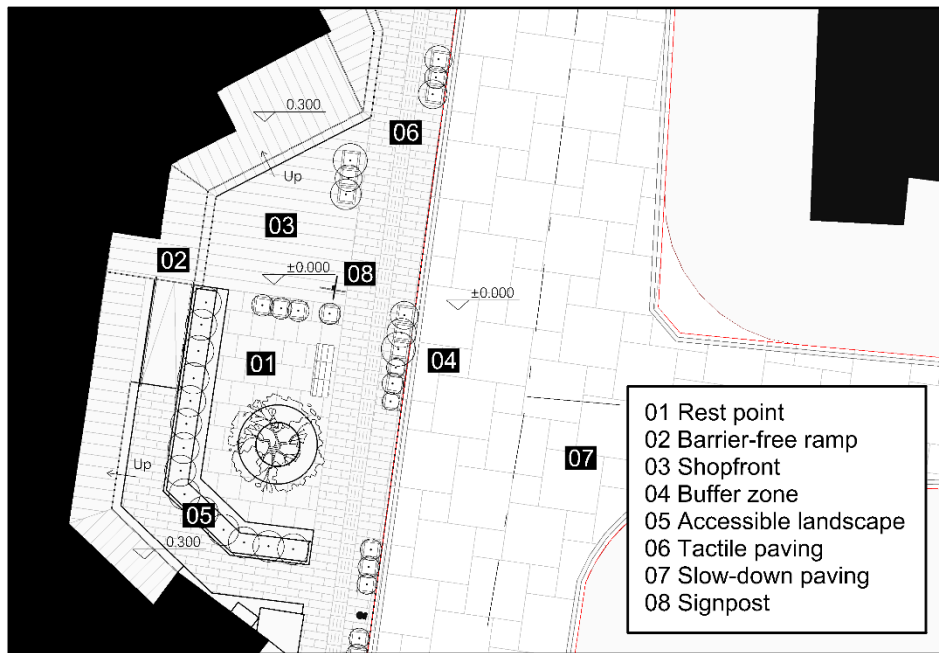 0.300
06
Up
03
02
±0.000
08
±0.000
01
04
07
Up
05
0.300
01 Rest point
02 Barrier-free ramp
03 Shopfront
04 Buffer zone
05 Accessible landscape
06 Tactile paving
07 Slow-down paving
08 Signpost